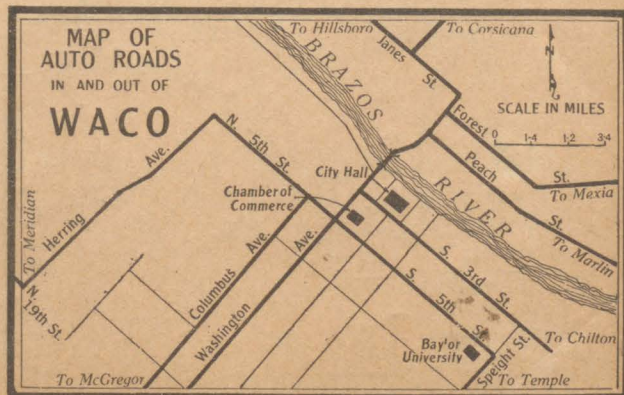 MAP OF
AUTO ROADS
IN AND OUT OF
WACO
To Hillsboro
To Corsicana
Janes
St.
BRAZOS
RIVER
N
SCALE IN MILES
0 1-4 1-2 3-4
Forest
St.
To Mexia
Peach
St.
To Marlin
N. 5th St.
City Hall
Chamber of
Commerce
Herring
Ave.
To Meridian
N.
19th St.
Columbus
Ave.
Washington
Ave.
S. 3rd St.
S. 5th St.
To Chilton
Baylor
University
Speight St.
To McGregor
To Temple